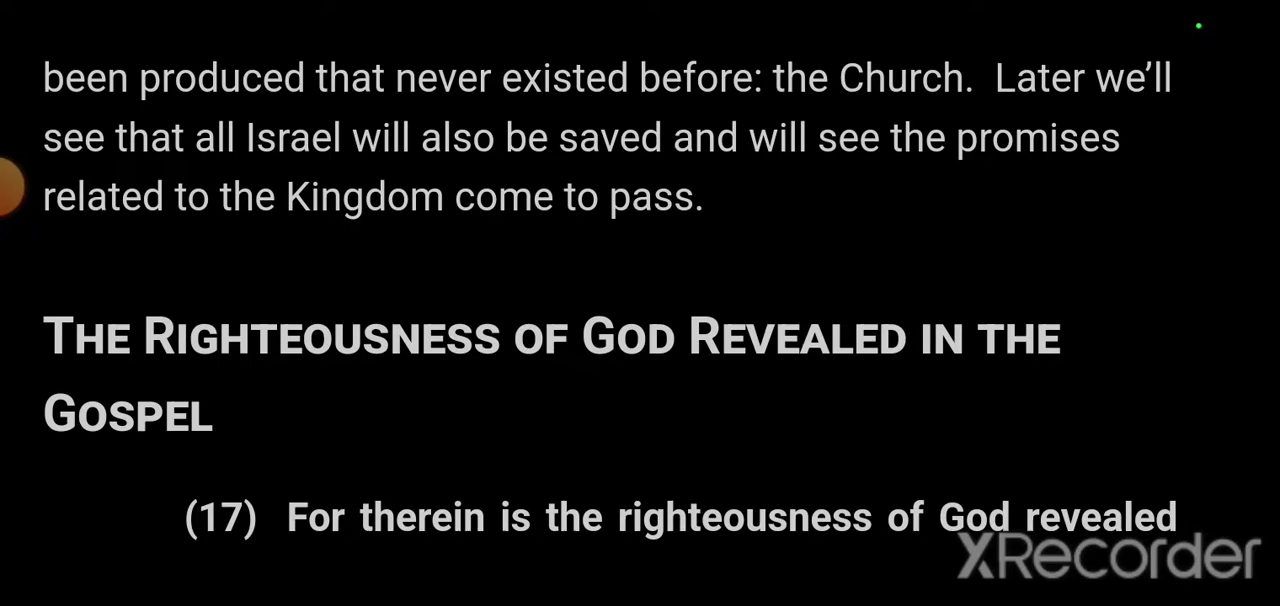 been produced that never existed before: the Church.  Later we’ll
see that all Israel will also be saved and will see the promises
related to the Kingdom come to pass.
The Righteousness of God Revealed in the
Gospel
(17)  For therein is the righteousness of God revealed
XRecorder